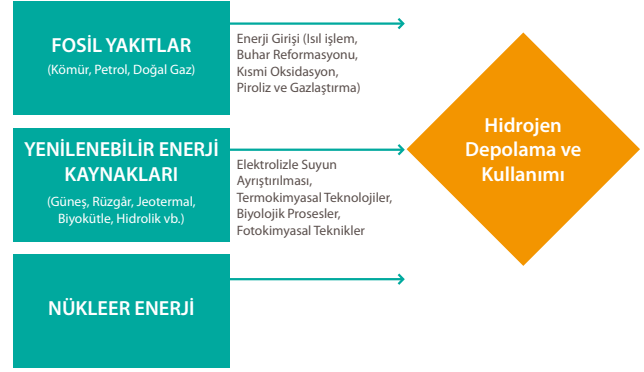 FOSİL YAKITLAR
(Kömür, Petrol, Doğal Gaz)
Enerji Girişi (Isıl işlem,
Buhar Reformasyonu,
Kısmi Oksidasyon,
Piroliz ve Gazlaştırma)
YENİLENEBİLİR ENERJİ
KAYNAKLARI
(Güneş, Rüzgâr, Jeotermal,
Biyokütle, Hidrolik vb.)
Elektrolizle Suyun
Ayrıştırılması,
Termokimyasal Teknolojiler,
Biyolojik Prosesler,
Fotokimyasal Teknikler
NÜKLEER ENERJİ
Hidrojen
Depolama ve
Kullanımı